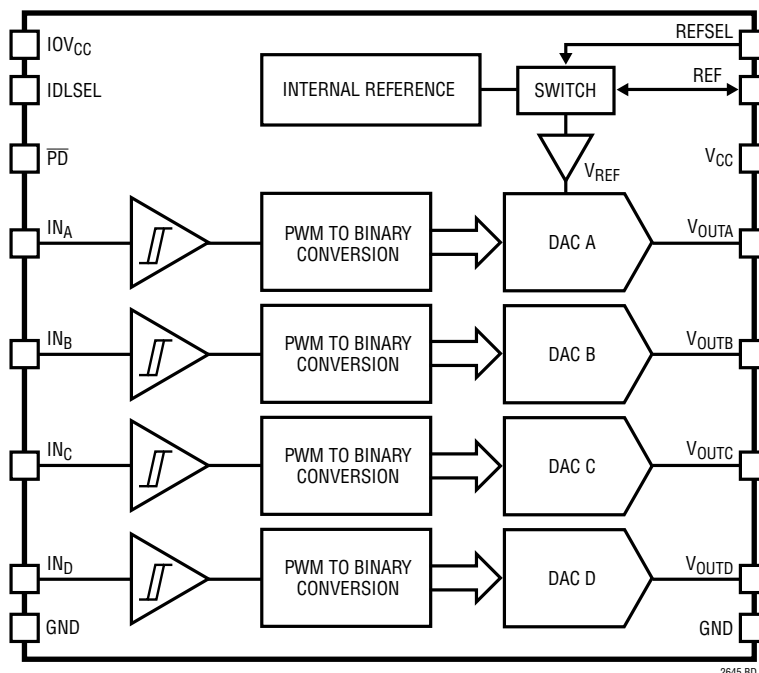 IOVCC
REFSEL
IDLSEL
INTERNAL REFERENCE
SWITCH
REF
PD
VREF
VCC
INA
PWM TO BINARY
CONVERSION
DAC A
VOUTA
INB
PWM TO BINARY
CONVERSION
DAC B
VOUTB
INC
PWM TO BINARY
CONVERSION
DAC C
VOUTC
IND
PWM TO BINARY
CONVERSION
DAC D
VOUTD
GND
GND
2645 BD